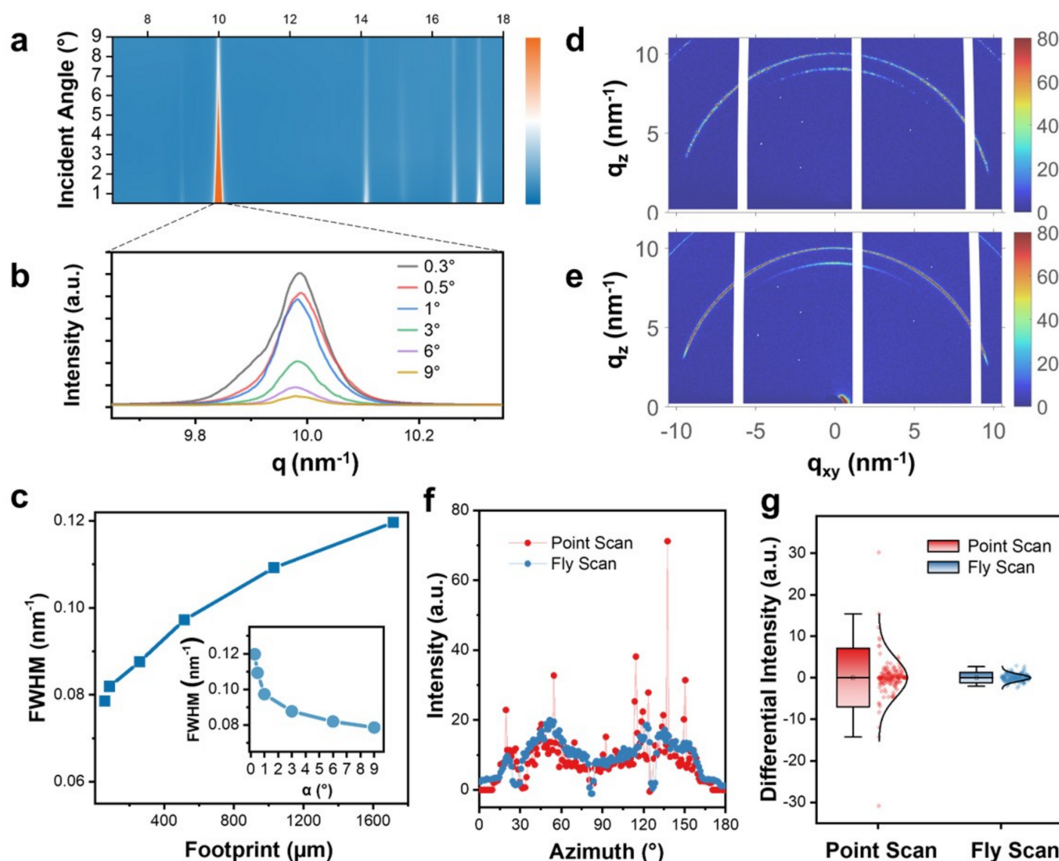 a
8 10 12 14 16 18
Incident Angle (°)
9
8
7
6
5
4
3
2
1
b
Intensity (a.u.)
0.3°
0.5°
1°
3°
6°
9°
9.8 10.0 10.2
q (nm⁻¹)
c
FWHM (nm⁻¹)
0.12
0.10
0.08
0.06
400 800 1200 1600
Footprint (µm)
FWHM (nm⁻¹)
0.12
0.10
0.08
0 1 2 3 4 5 6 7 8 9
α (°)
d
qz (nm⁻¹)
10
5
0
80
60
40
20
0
e
qz (nm⁻¹)
10
5
0
80
60
40
20
0
-10 -5 0 5 10
qxy (nm⁻¹)
f
Intensity (a.u.)
80
60
40
20
0
Point Scan
Fly Scan
0 30 60 90 120 150 180
Azimuth (°)
g
Differential Intensity (a.u.)
30
20
10
0
-10
-20
-30
Point Scan
Fly Scan
Point Scan Fly Scan